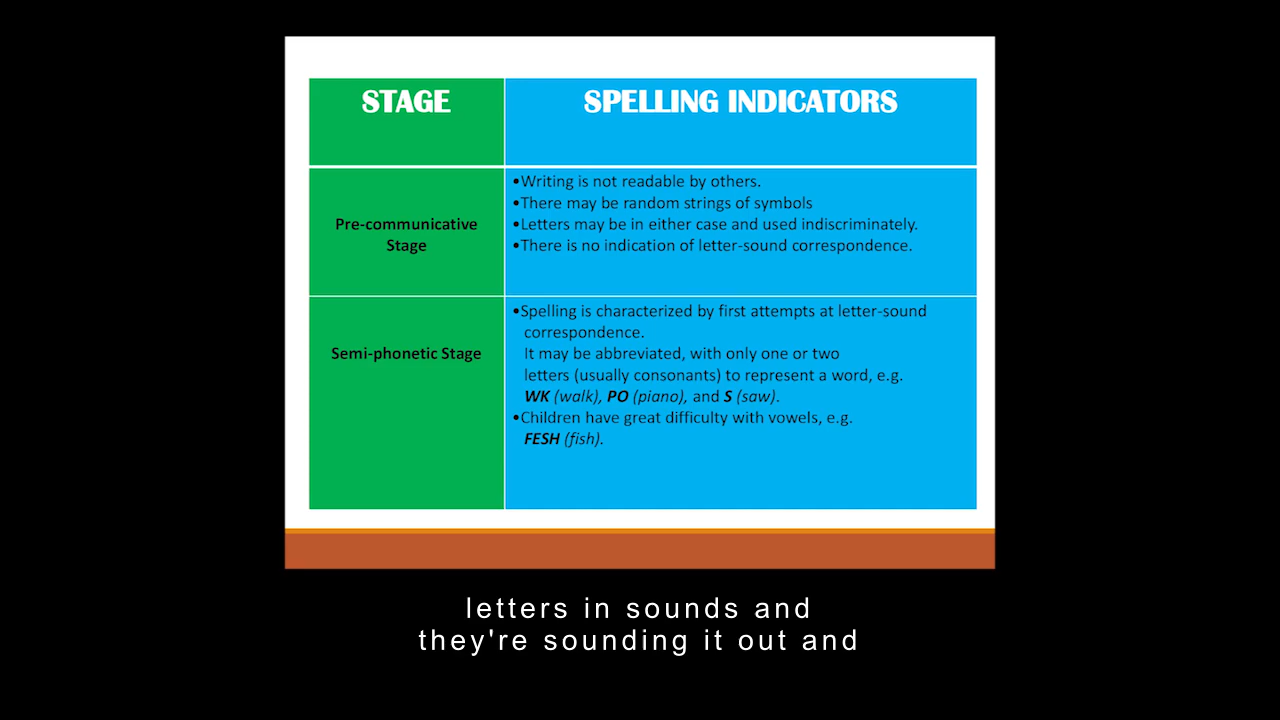 STAGE
SPELLING INDICATORS
Pre-communicative
Stage
•Writing is not readable by others.
•There may be random strings of symbols
•Letters may be in either case and used indiscriminately.
•There is no indication of letter-sound correspondence.
Semi-phonetic Stage
•Spelling is characterized by first attempts at letter-sound
correspondence.
It may be abbreviated, with only one or two
letters (usually consonants) to represent a word, e.g.
WK (walk), PO (piano), and S (saw).
•Children have great difficulty with vowels, e.g.
FESH (fish).
letters in sounds and
they're sounding it out and